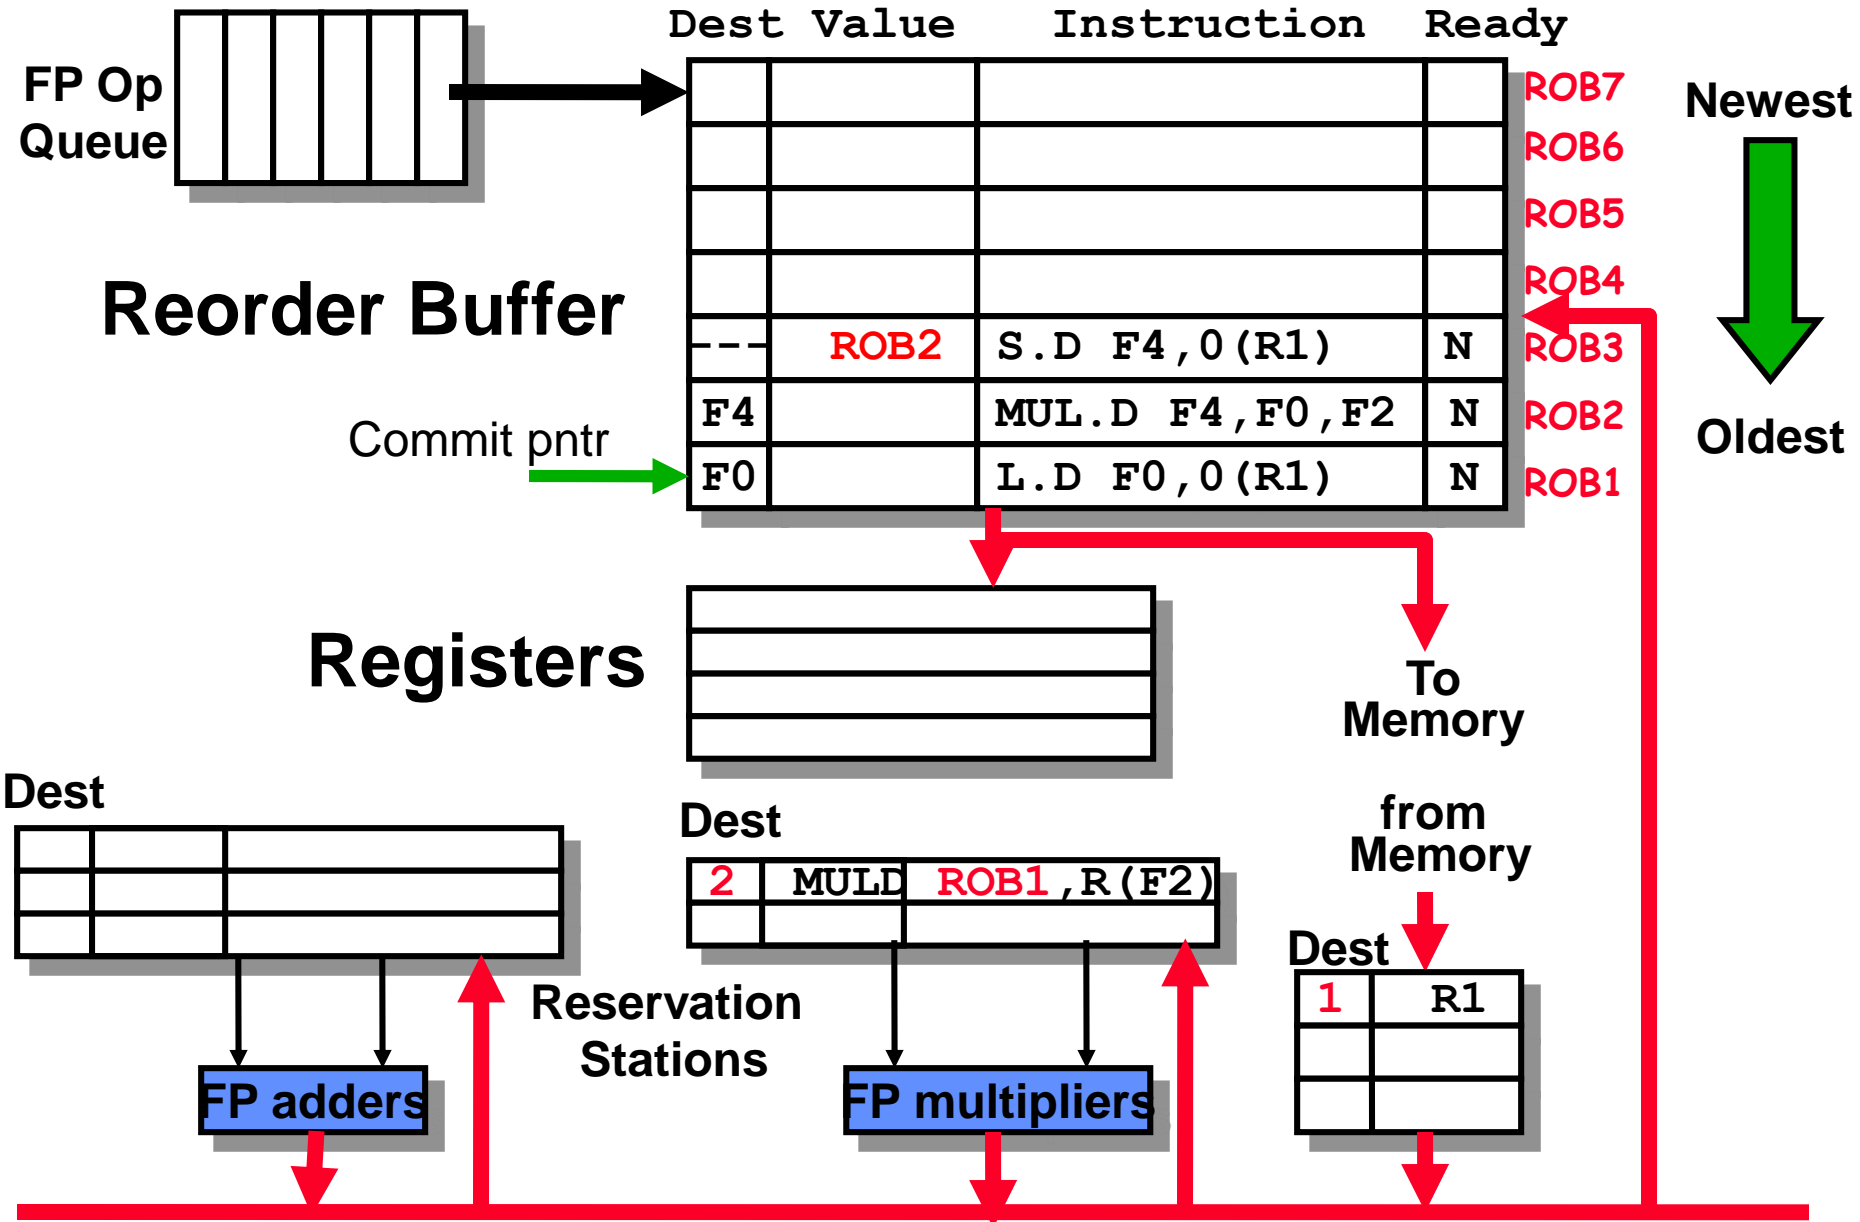 Dest Value Instruction Ready
FP Op
Queue
ROB7
Newest
ROB6
ROB5
Reorder Buffer
ROB4
--- ROB2 S.D F4,0(R1) N ROB3
F4 MUL.D F4,F0,F2 N ROB2
Oldest
Commit pntr
F0 L.D F0,0(R1) N ROB1
Registers
To
Memory
Dest
Dest
from
Memory
2 MULD ROB1,R(F2)
Dest
1 R1
Reservation
Stations
FP adders
FP multipliers